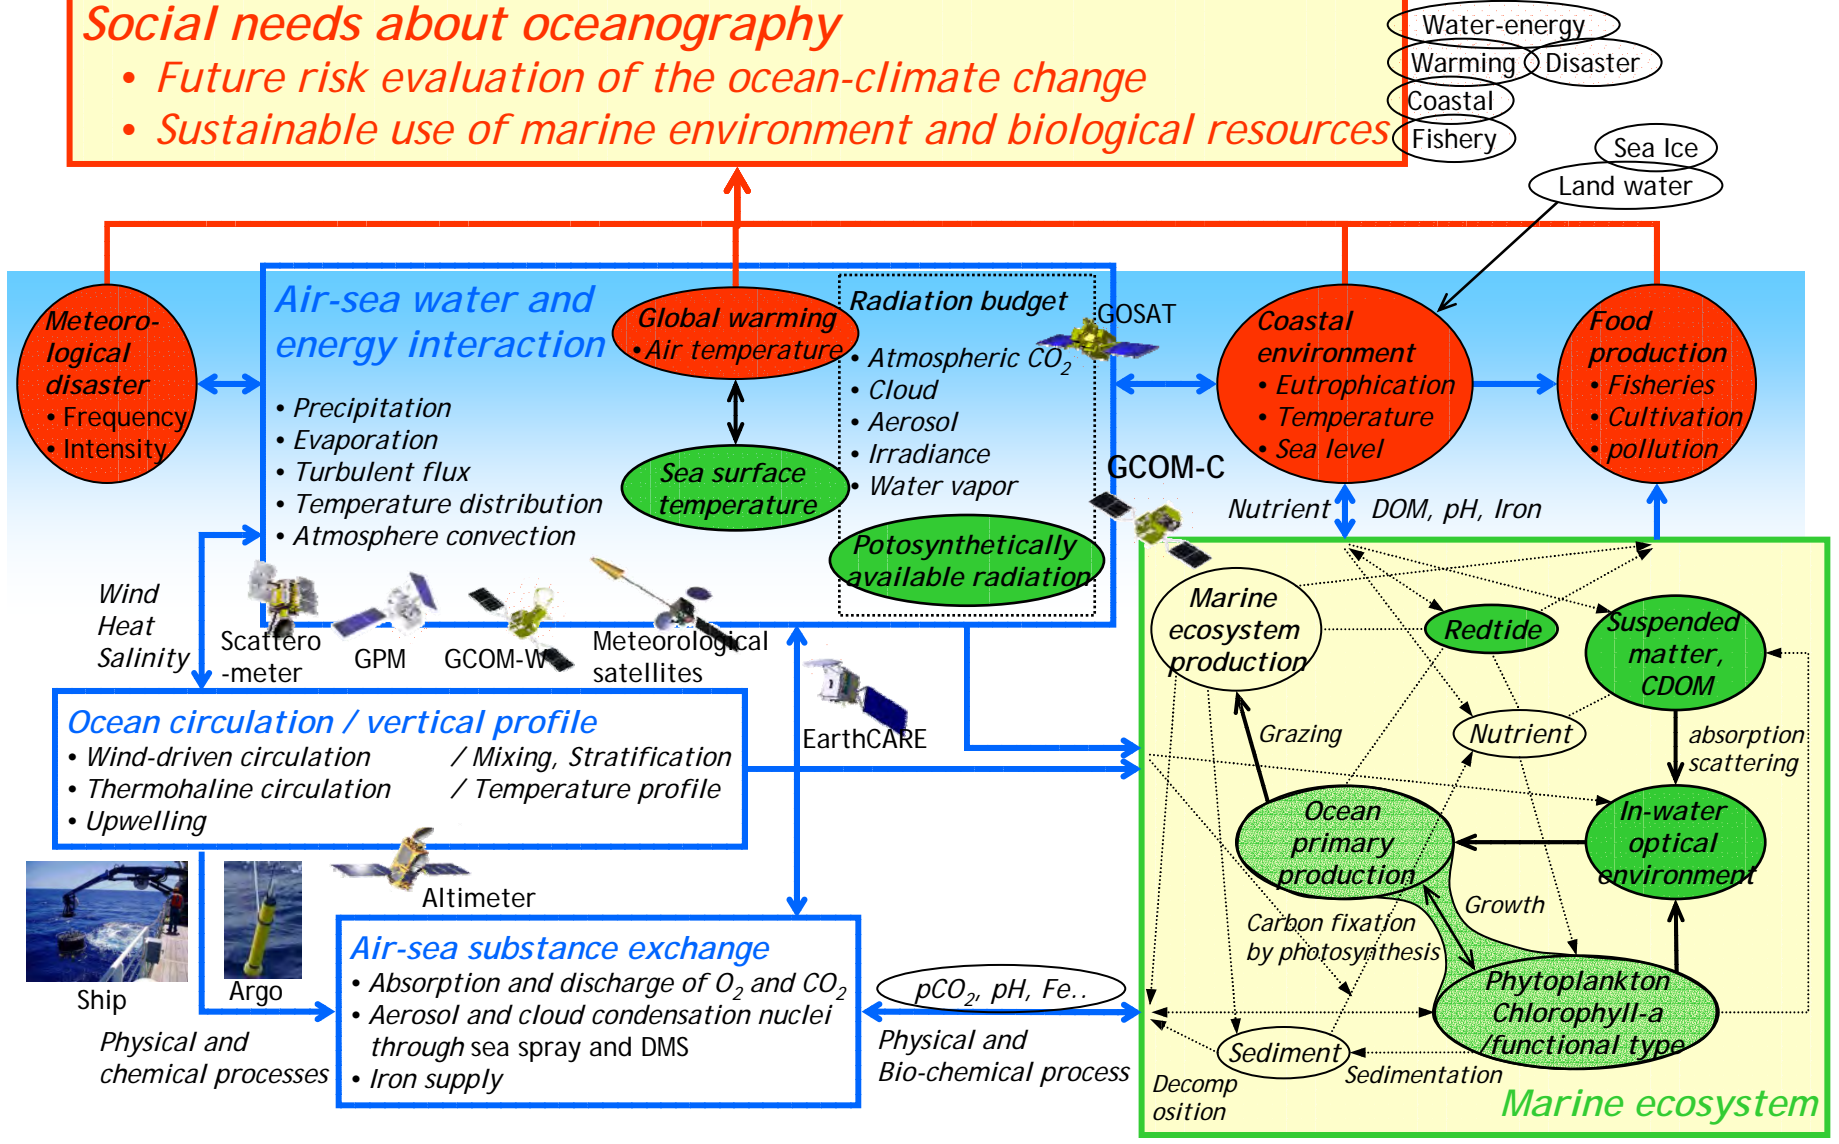 Social needs about oceanography
• Future risk evaluation of the ocean-climate change
• Sustainable use of marine environment and biological resources
Water-energy
Warming
Disaster
Coastal
Fishery
Sea Ice
Land water
Meteoro-
logical
disaster
• Frequency
• Intensity
Air-sea water and
energy interaction
• Precipitation
• Evaporation
• Turbulent flux
• Temperature distribution
• Atmosphere convection
Global warming
• Air temperature
Sea surface
temperature
Radiation budget
• Atmospheric CO2
• Cloud
• Aerosol
• Irradiance
• Water vapor
Potosynthetically
available radiation
GOSAT
GCOM-C
Coastal
environment
• Eutrophication
• Temperature
• Sea level
Food
production
• Fisheries
• Cultivation
• pollution
Nutrient
DOM, pH, Iron
Wind
Heat
Salinity
Scattero
-meter
GPM
GCOM-W
Meteorological
satellites
EarthCARE
Ocean circulation / vertical profile
• Wind-driven circulation / Mixing, Stratification
• Thermohaline circulation / Temperature profile
• Upwelling
Altimeter
Ship
Argo
Physical and
chemical processes
Air-sea substance exchange
• Absorption and discharge of O2 and CO2
• Aerosol and cloud condensation nuclei
through sea spray and DMS
• Iron supply
pCO2, pH, Fe..
Physical and
Bio-chemical process
Marine
ecosystem
production
Redtide
Suspended
matter,
CDOM
Nutrient
Grazing
absorption
scattering
Ocean
primary
production
In-water
optical
environment
Growth
Carbon fixation
by photosynthesis
Phytoplankton
Chlorophyll-a
/functional type
Sediment
Sedimentation
Decomp
osition
Marine ecosystem